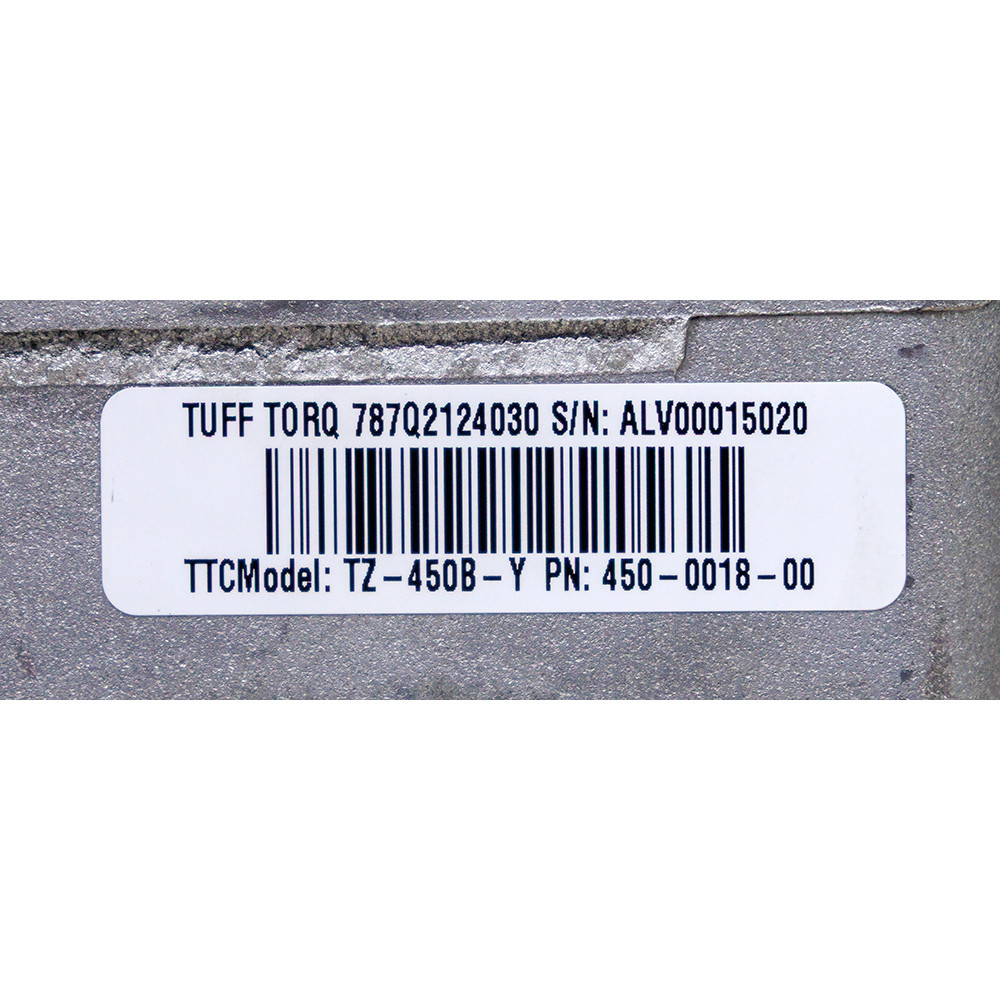 TUFF TORQ 787Q2124030 S/N: ALV00015020
TTCModel: TZ-450B-Y PN: 450-0018-00